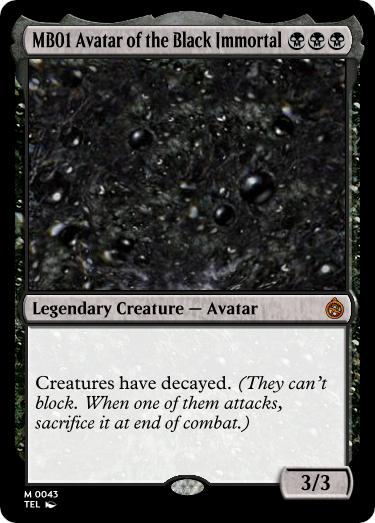 MB01 Avatar of the Black Immortal
Legendary Creature — Avatar
Creatures have decayed. (They can't
block. When one of them attacks,
sacrifice it at end of combat.)
3/3
M 0043
TEL